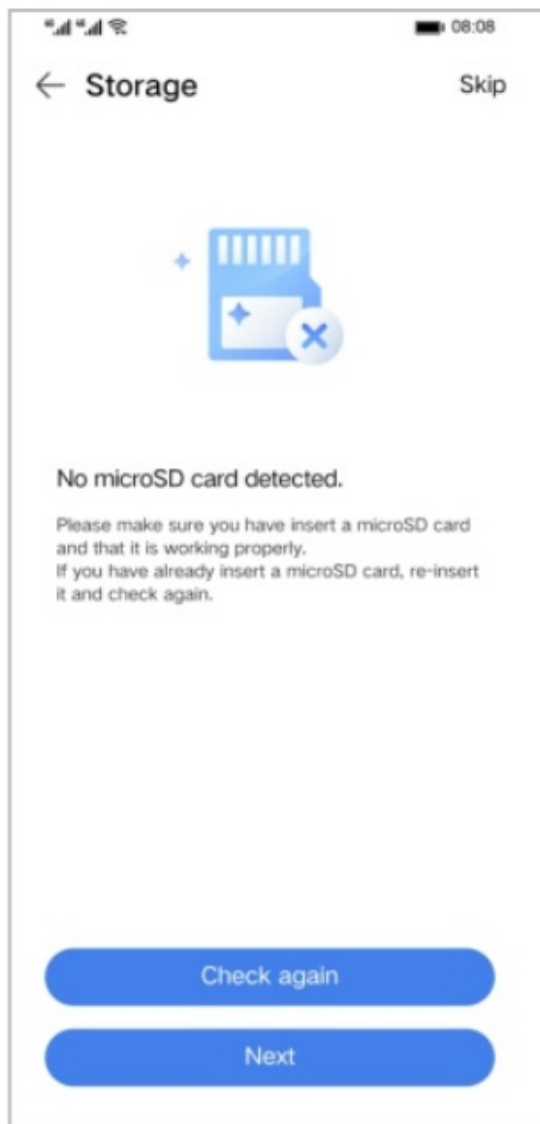 08:08
Storage
Skip
No microSD card detected.
Please make sure you have insert a microSD card
and that it is working properly.
If you have already insert a microSD card, re-insert
it and check again.
Check again
Next